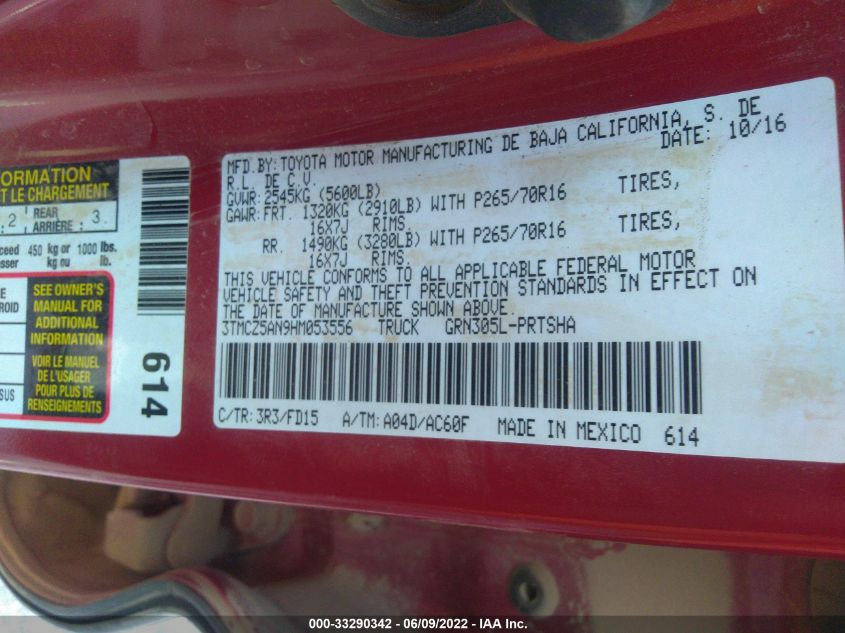 ORMATION
T LE CHARGEMENT
2 REAR ARRIÈRE : 3
ceed 450 kg or 1000 lbs.
sser kg ou lb.
E
ROID
SUS
SEE OWNER'S
MANUAL FOR
ADDITIONAL
INFORMATION
VOIR LE MANUEL
DE L'USAGER
POUR PLUS DE
RENSEIGNEMENTS
614
MFD.BY:TOYOTA MOTOR MANUFACTURING DE BAJA CALIFORNIA, S. DE
R.L. DE C.V. DATE: 10/16
GVWR:2545KG (5600LB)
GAWR:FRT. 1320KG (2910LB) WITH P265/70R16 TIRES,
16X7J RIMS.
RR. 1490KG (3280LB) WITH P265/70R16 TIRES,
16X7J RIMS.
THIS VEHICLE CONFORMS TO ALL APPLICABLE FEDERAL MOTOR
VEHICLE SAFETY AND THEFT PREVENTION STANDARDS IN EFFECT ON
THE DATE OF MANUFACTURE SHOWN ABOVE.
3TMCZ5AN9HM053556 TRUCK GRN305L-PRTSHA
C/TR:3R3/FD15 A/TM:A04D/AC60F MADE IN MEXICO 614
000-33290342 - 06/09/2022 - IAA Inc.